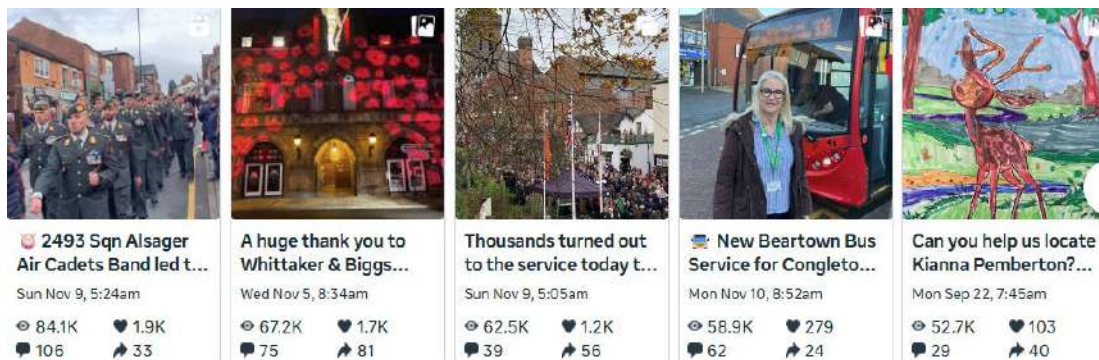 2493 Sqn Alsager
Air Cadets Band led t...
Sun Nov 9, 5:24am
84.1K 1.9K
106 33
A huge thank you to
Whittaker & Biggs...
Wed Nov 5, 8:34am
67.2K 1.7K
75 81
Thousands turned out
to the service today t...
Sun Nov 9, 5:05am
62.5K 1.2K
39 56
New Beartown Bus
Service for Congleto...
Mon Nov 10, 8:52am
58.9K 279
62 24
Can you help us locate
Kianna Pemberton?...
Mon Sep 22, 7:45am
52.7K 103
29 40